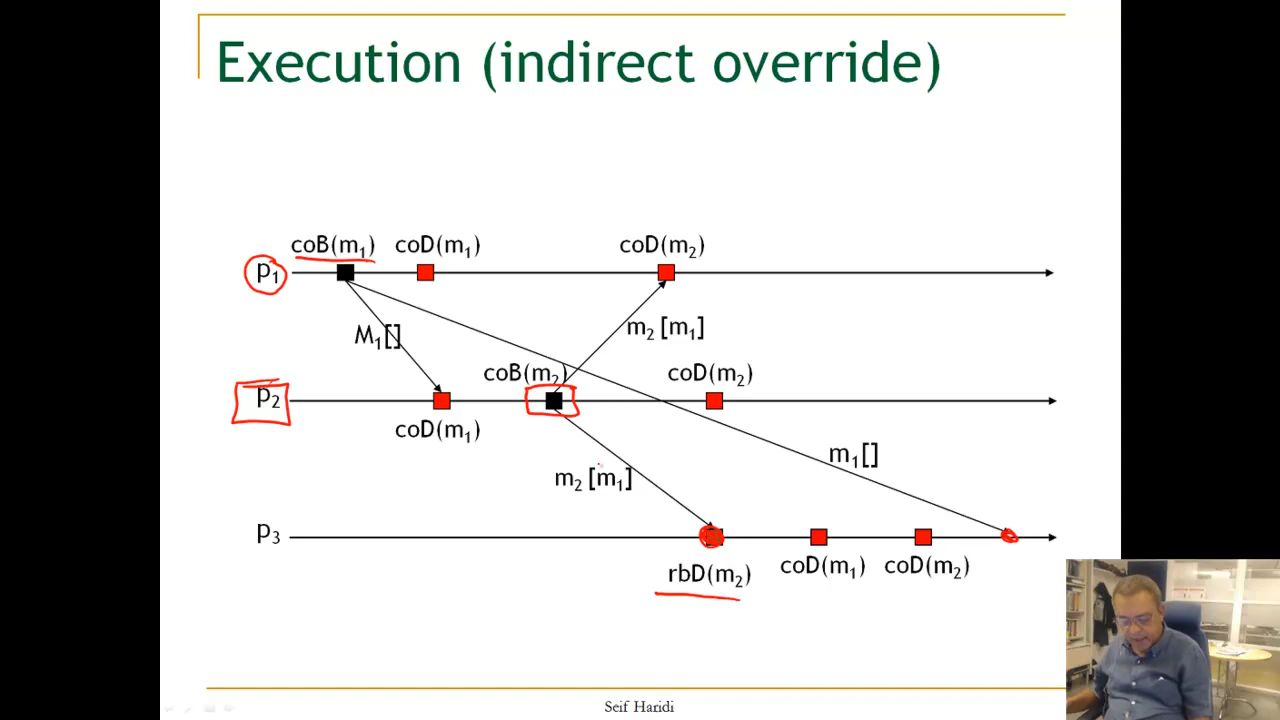 Execution (indirect override)
coB(m₁) coD(m₁) coD(m₂)
p₁
M₁[] m₂ [m₁]
coB(m₂) coD(m₂)
p₂
coD(m₁)
m₁[]
m₂ [m₁]
p₃
rbD(m₂) coD(m₁) coD(m₂)
Seif Haridi